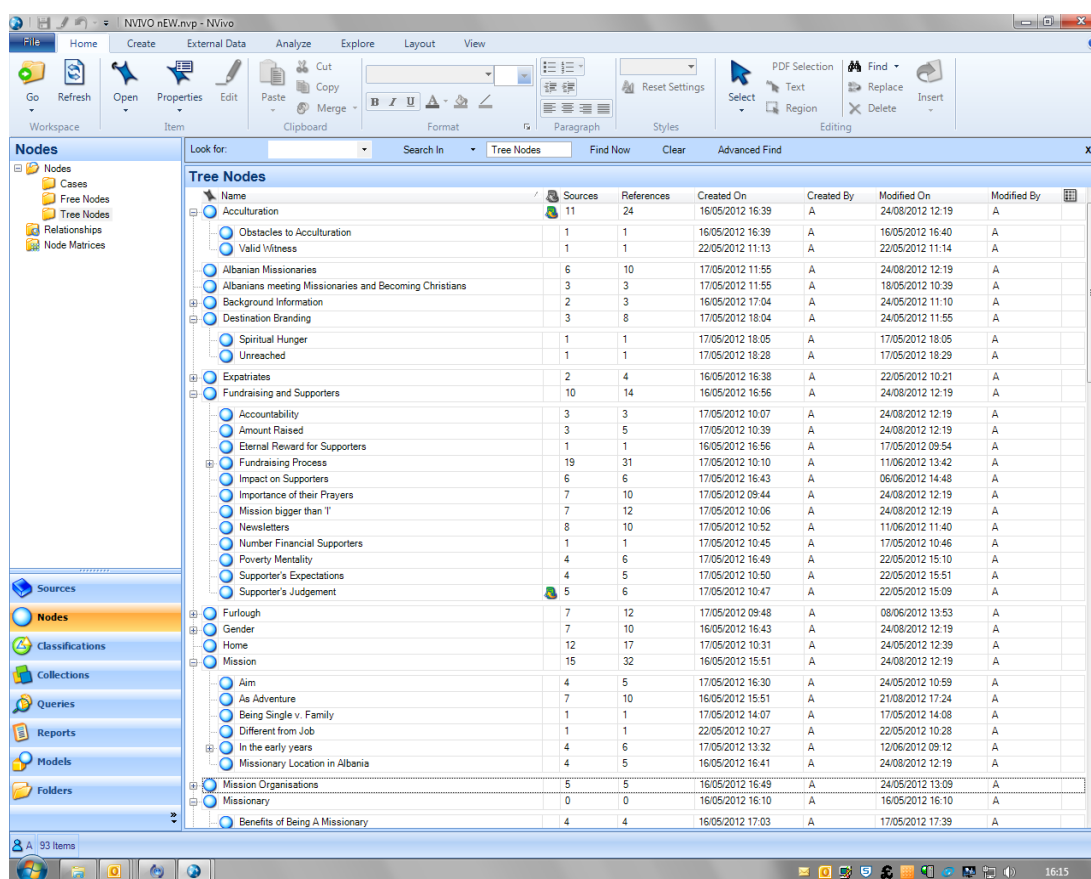 NVIVO nEW.nvp - NVivo
File Home Create External Data Analyze Explore Layout View
Go Refresh Open Properties Edit Paste Cut Copy Merge B I U A Reset Settings Select PDF Selection Text Region Find Replace Delete Insert
Workspace Item Clipboard Format Paragraph Styles Editing
Nodes Look for: Search In Tree Nodes Find Now Clear Advanced Find x
Nodes
Cases
Free Nodes
Tree Nodes
Relationships
Node Matrices
Sources
Nodes
Classifications
Collections
Queries
Reports
Models
Folders
Tree Nodes
Name Sources References Created On Created By Modified On Modified By
Acculturation 11 24 16/05/2012 16:39 A 24/08/2012 12:19 A
Obstacles to Acculturation 1 1 16/05/2012 16:39 A 16/05/2012 16:40 A
Valid Witness 1 1 22/05/2012 11:13 A 22/05/2012 11:14 A
Albanian Missionaries 6 10 17/05/2012 11:55 A 24/08/2012 12:19 A
Albanians meeting Missionaries and Becoming Christians 3 3 17/05/2012 11:55 A 18/05/2012 10:39 A
Background Information 2 3 16/05/2012 17:04 A 24/05/2012 11:10 A
Destination Branding 3 8 17/05/2012 18:04 A 24/05/2012 11:55 A
Spiritual Hunger 1 1 17/05/2012 18:05 A 17/05/2012 18:05 A
Unreached 1 1 17/05/2012 18:28 A 17/05/2012 18:29 A
Expatriates 2 4 16/05/2012 16:38 A 22/05/2012 10:21 A
Fundraising and Supporters 10 14 16/05/2012 16:56 A 24/08/2012 12:19 A
Accountability 3 3 17/05/2012 10:07 A 24/08/2012 12:19 A
Amount Raised 3 5 17/05/2012 10:39 A 24/08/2012 12:19 A
Eternal Reward for Supporters 1 1 16/05/2012 16:56 A 17/05/2012 09:54 A
Fundraising Process 19 31 17/05/2012 10:10 A 11/06/2012 13:42 A
Impact on Supporters 6 6 17/05/2012 16:43 A 06/06/2012 14:48 A
Importance of their Prayers 7 10 17/05/2012 09:44 A 24/08/2012 12:19 A
Mission bigger than 'I' 7 12 17/05/2012 10:06 A 24/08/2012 12:19 A
Newsletters 8 10 17/05/2012 10:52 A 11/06/2012 11:40 A
Number Financial Supporters 1 1 17/05/2012 10:45 A 17/05/2012 10:46 A
Poverty Mentality 4 6 17/05/2012 16:49 A 22/05/2012 15:10 A
Supporter's Expectations 4 5 17/05/2012 10:50 A 22/05/2012 15:51 A
Supporter's Judgement 5 6 17/05/2012 10:47 A 22/05/2012 15:09 A
Furlough 7 12 17/05/2012 09:48 A 08/06/2012 13:53 A
Gender 7 10 16/05/2012 16:43 A 24/08/2012 12:19 A
Home 12 17 17/05/2012 10:31 A 24/05/2012 12:39 A
Mission 15 32 16/05/2012 15:51 A 24/08/2012 12:19 A
Aim 4 5 17/05/2012 16:30 A 24/05/2012 10:59 A
As Adventure 7 10 16/05/2012 15:51 A 21/08/2012 17:24 A
Being Single v. Family 1 1 17/05/2012 14:07 A 17/05/2012 14:08 A
Different from Job 1 1 22/05/2012 10:27 A 22/05/2012 10:28 A
In the early years 4 6 17/05/2012 13:32 A 12/06/2012 09:12 A
Missionary Location in Albania 4 5 16/05/2012 16:41 A 24/08/2012 12:19 A
Mission Organisations 5 5 16/05/2012 16:49 A 24/05/2012 13:09 A
Missionary 0 0 16/05/2012 16:10 A 16/05/2012 16:10 A
Benefits of Being A Missionary 4 4 16/05/2012 17:03 A 17/05/2012 17:39 A
A 93 Items
16:15